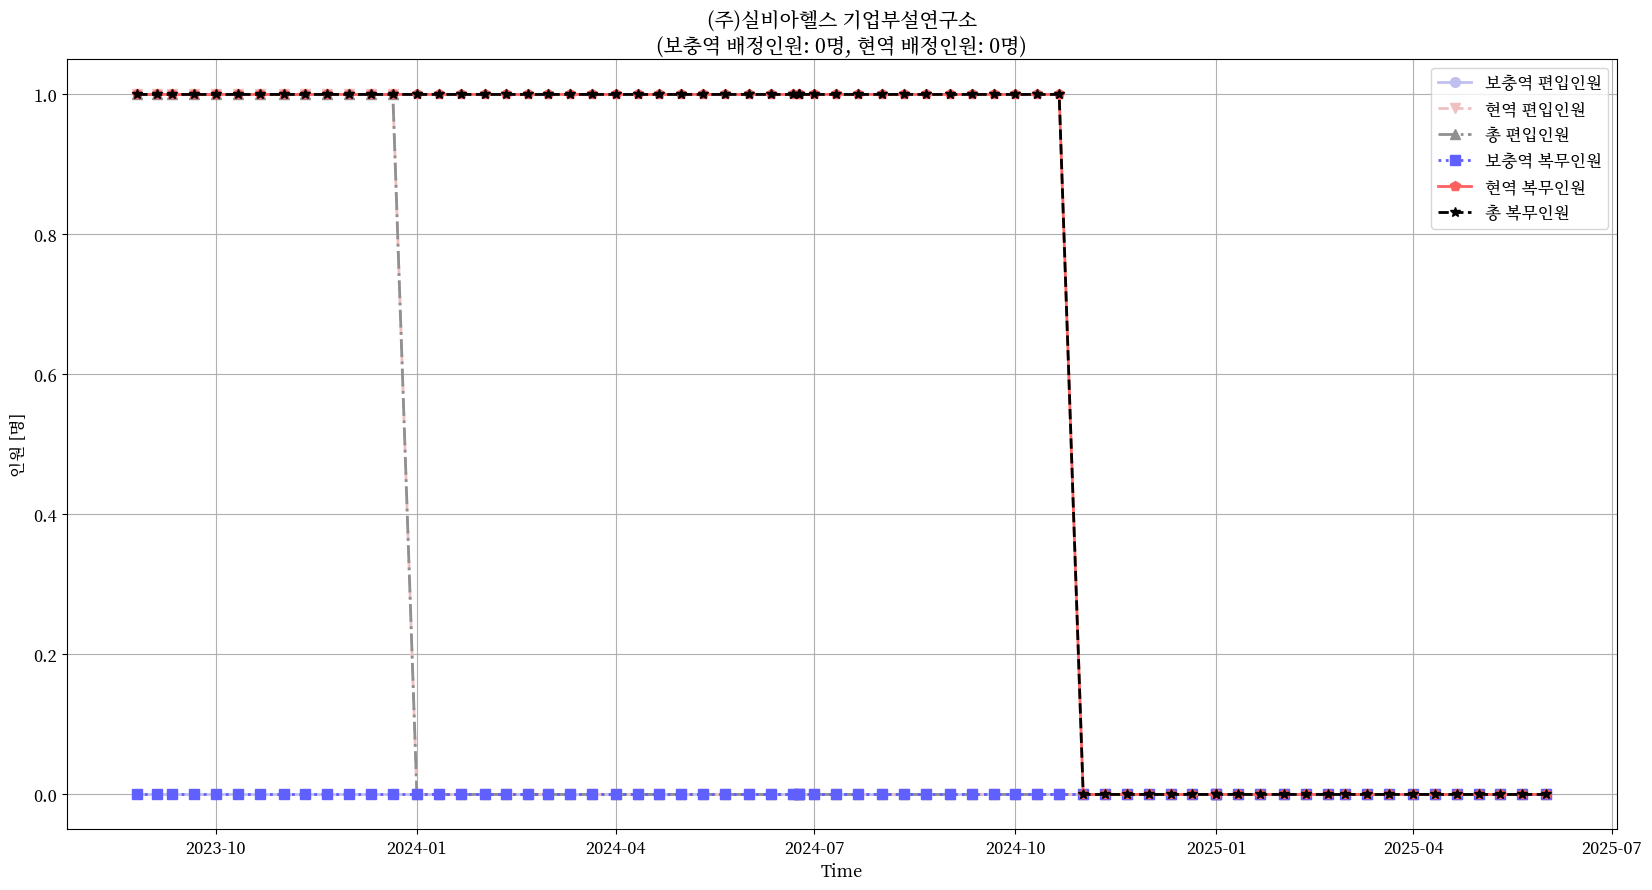 (주)실비아헬스 기업부설연구소
(보충역 배정인원: 0명, 현역 배정인원: 0명)
보충역 편입인원
현역 편입인원
총 편입인원
보충역 복무인원
현역 복무인원
총 복무인원
인원 [명]
1.0
0.8
0.6
0.4
0.2
0.0
2023-10
2024-01
2024-04
2024-07
2024-10
2025-01
2025-04
2025-07
Time